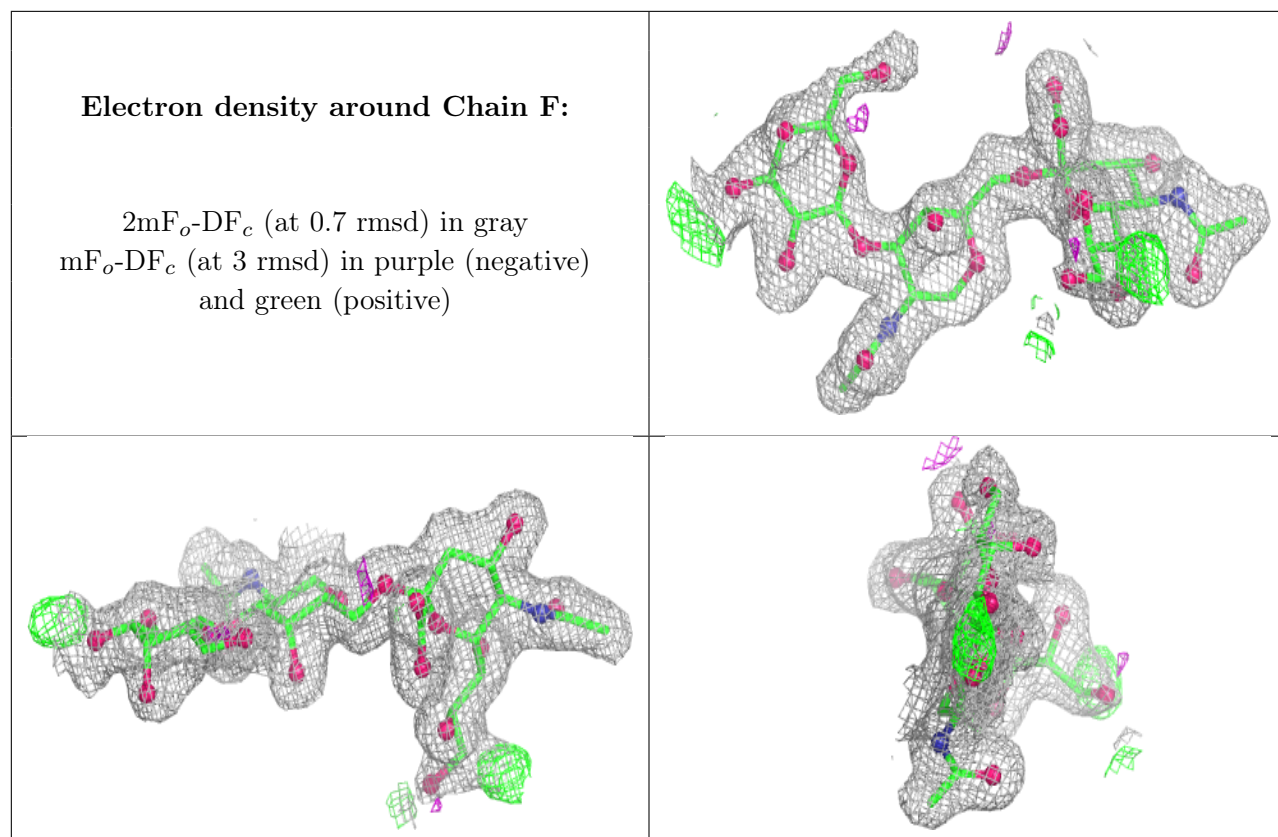 Electron density around Chain F:
2mFo-DFc (at 0.7 rmsd) in gray
mFo-DFc (at 3 rmsd) in purple (negative)
and green (positive)